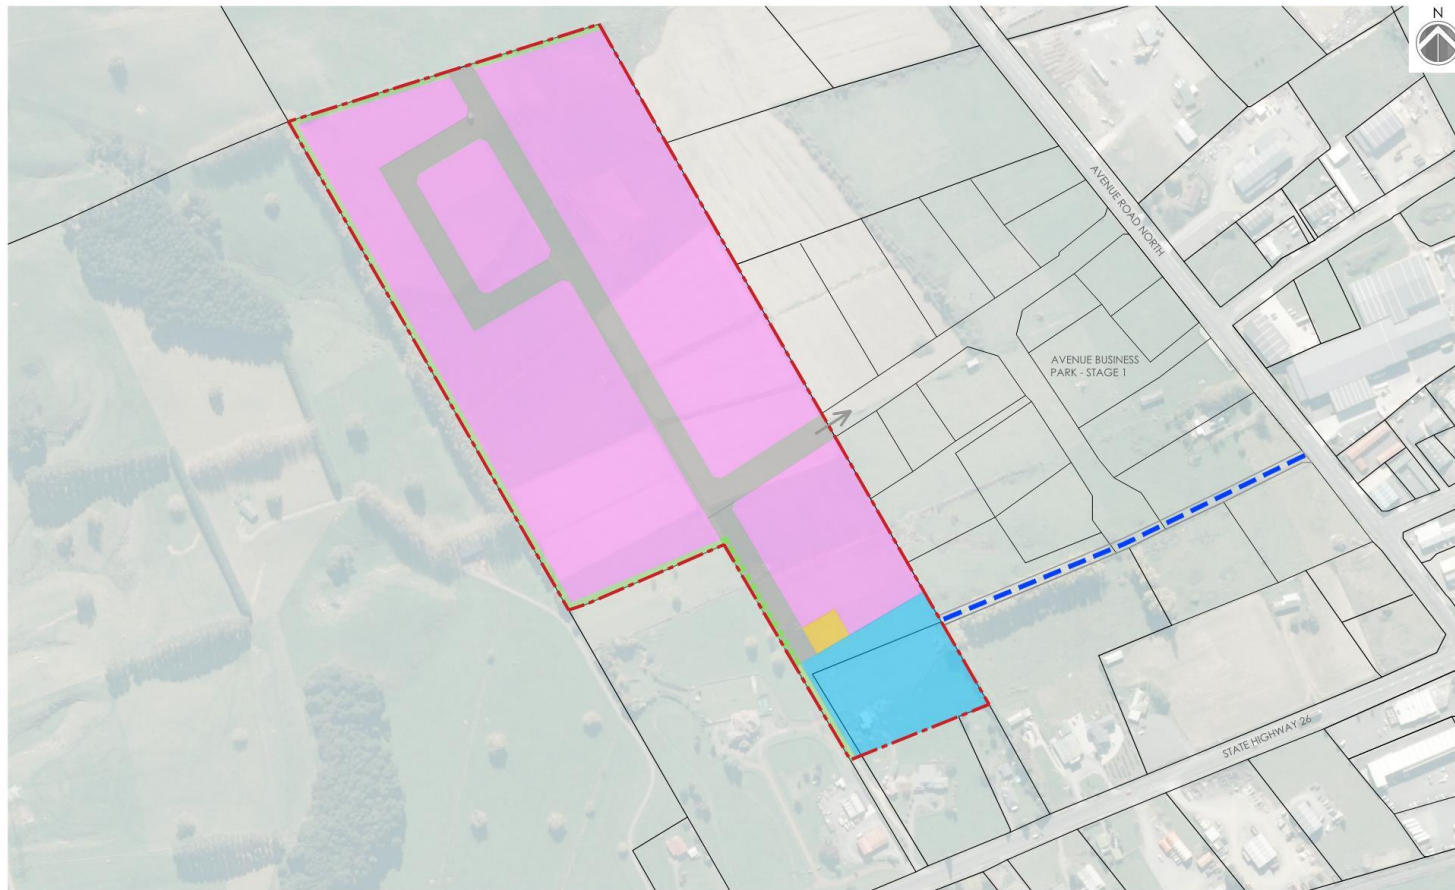 N
AVENUE ROAD NORTH
AVENUE BUSINESS
PARK - STAGE 1
STATE HIGHWAY 26